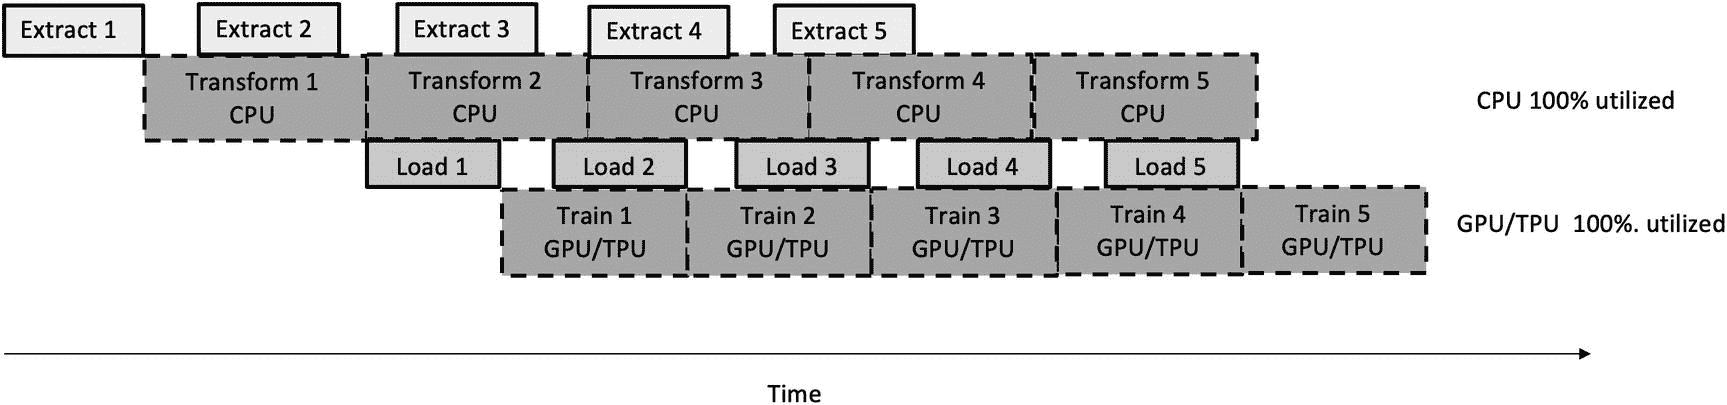 Extract 1
Extract 2
Extract 3
Extract 4
Extract 5
Transform 1
CPU
Transform 2
CPU
Transform 3
CPU
Transform 4
CPU
Transform 5
CPU
CPU 100% utilized
Load 1
Load 2
Load 3
Load 4
Load 5
Train 1
GPU/TPU
Train 2
GPU/TPU
Train 3
GPU/TPU
Train 4
GPU/TPU
Train 5
GPU/TPU
GPU/TPU 100%. utilized
Time